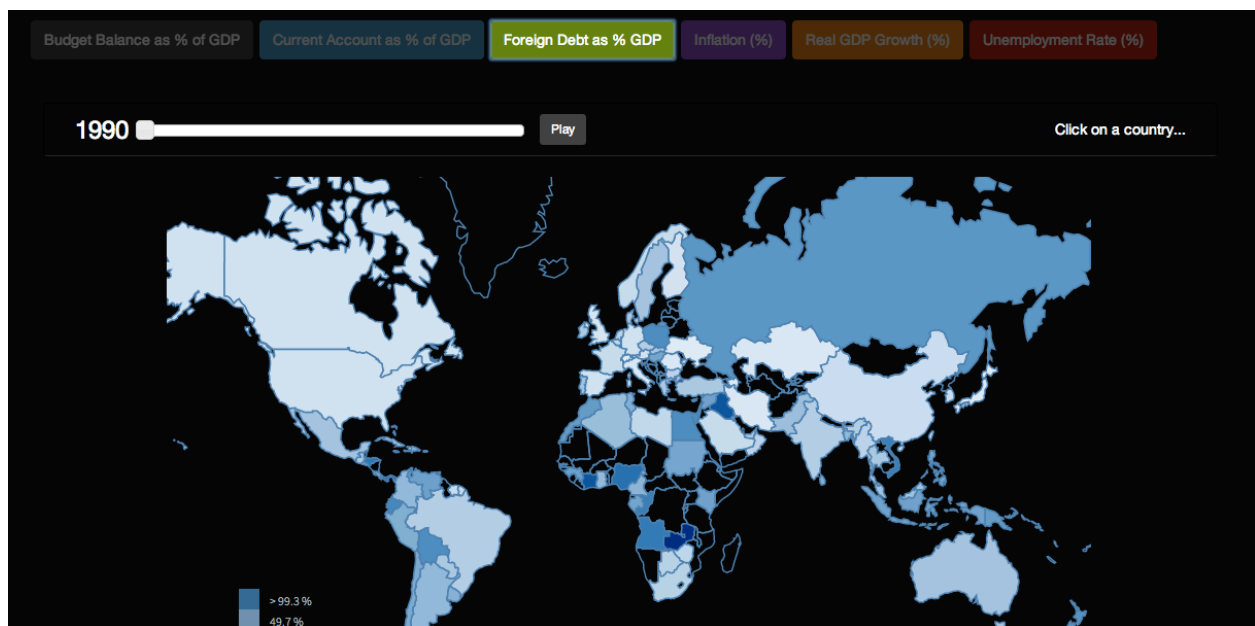 Budget Balance as % of GDP Current Account as % of GDP Foreign Debt as % GDP Inflation (%) Real GDP Growth (%) Unemployment Rate (%)
1990 Play Click on a country...
> 99.3 %
49.7 %